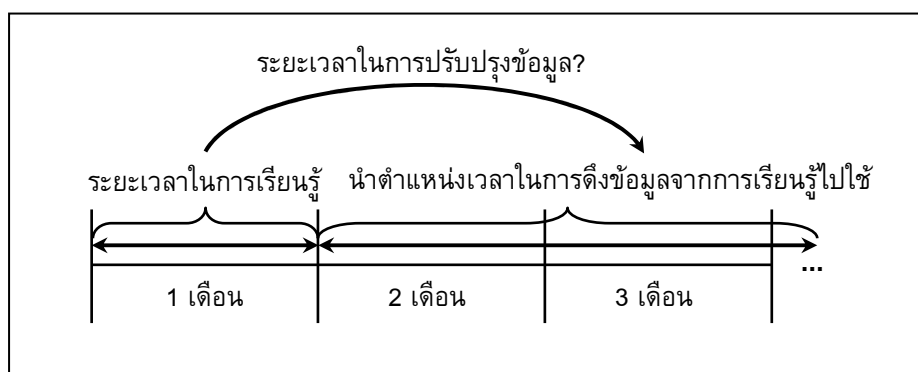 ระยะเวลาในการปรับปรุงข้อมูล?
ระยะเวลาในการเรียนรู้ นำตำแหน่งเวลาในการดึงข้อมูลจากการเรียนรู้ไปใช้
...
1 เดือน 2 เดือน 3 เดือน